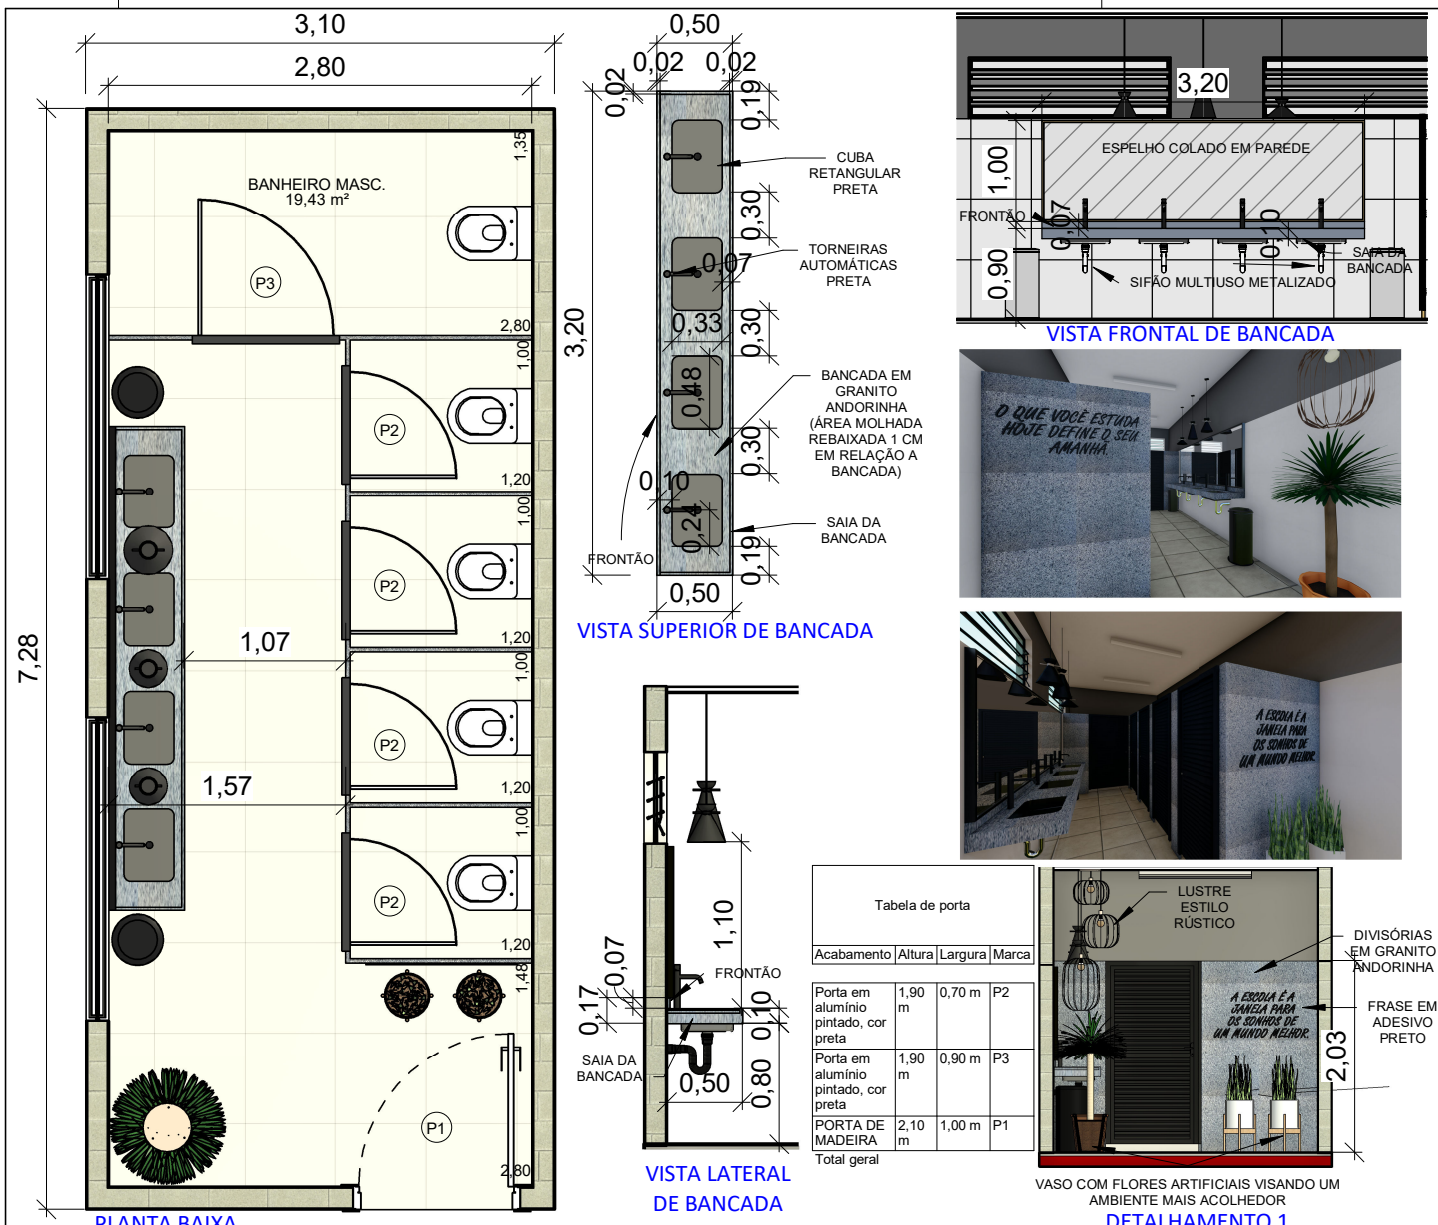 3,10
2,80
7,28
BANHEIRO MASC.
19,43 m²
1,35
P3
2,80
1,00
P2
1,20
1,00
P2
1,20
1,07
1,00
P2
1,57
1,20
1,00
P2
1,20
1,48
P1
2,80
PLANTA BAIXA
0,50
0,02
0,02
0,02
0,19
CUBA
RETANGULAR
PRETA
0,30
TORNEIRAS
AUTOMÁTICAS
PRETA
0,07
0,33
0,30
3,20
0,48
BANCADA EM
GRANITO
ANDORINHA
(ÁREA MOLHADA
REBAIXADA 1 CM
EM RELAÇÃO A
BANCADA)
0,30
0,10
0,24
SAIA DA
BANCADA
0,19
FRONTÃO
0,50
VISTA SUPERIOR DE BANCADA
3,20
ESPELHO COLADO EM PAREDE
1,00
FRONTÃO
0,07
0,10
SAIA DA
BANCADA
0,90
SIFÃO MULTIUSO METALIZADO
VISTA FRONTAL DE BANCADA
O QUE VOCÊ ESTUDA
HOJE DEFINE O SEU
AMANHÃ.
A ESCOLA É A
JANELA PARA
OS SONHOS DE
UM MUNDO MELHOR.
1,10
0,07
FRONTÃO
0,17
0,10
SAIA DA
BANCADA
0,50
0,80
VISTA LATERAL
DE BANCADA
Tabela de porta
Acabamento Altura Largura Marca
Porta em alumínio pintado, cor preta 1,90 m 0,70 m P2
Porta em alumínio pintado, cor preta 1,90 m 0,90 m P3
PORTA DE MADEIRA 2,10 m 1,00 m P1
Total geral
LUSTRE
ESTILO
RÚSTICO
DIVISÓRIAS
EM GRANITO
ANDORINHA
A ESCOLA É A
JANELA PARA
OS SONHOS DE
UM MUNDO MELHOR.
FRASE EM
ADESIVO
PRETO
2,03
VASO COM FLORES ARTIFICIAIS VISANDO UM
AMBIENTE MAIS ACOLHEDOR
DETALHAMENTO 1